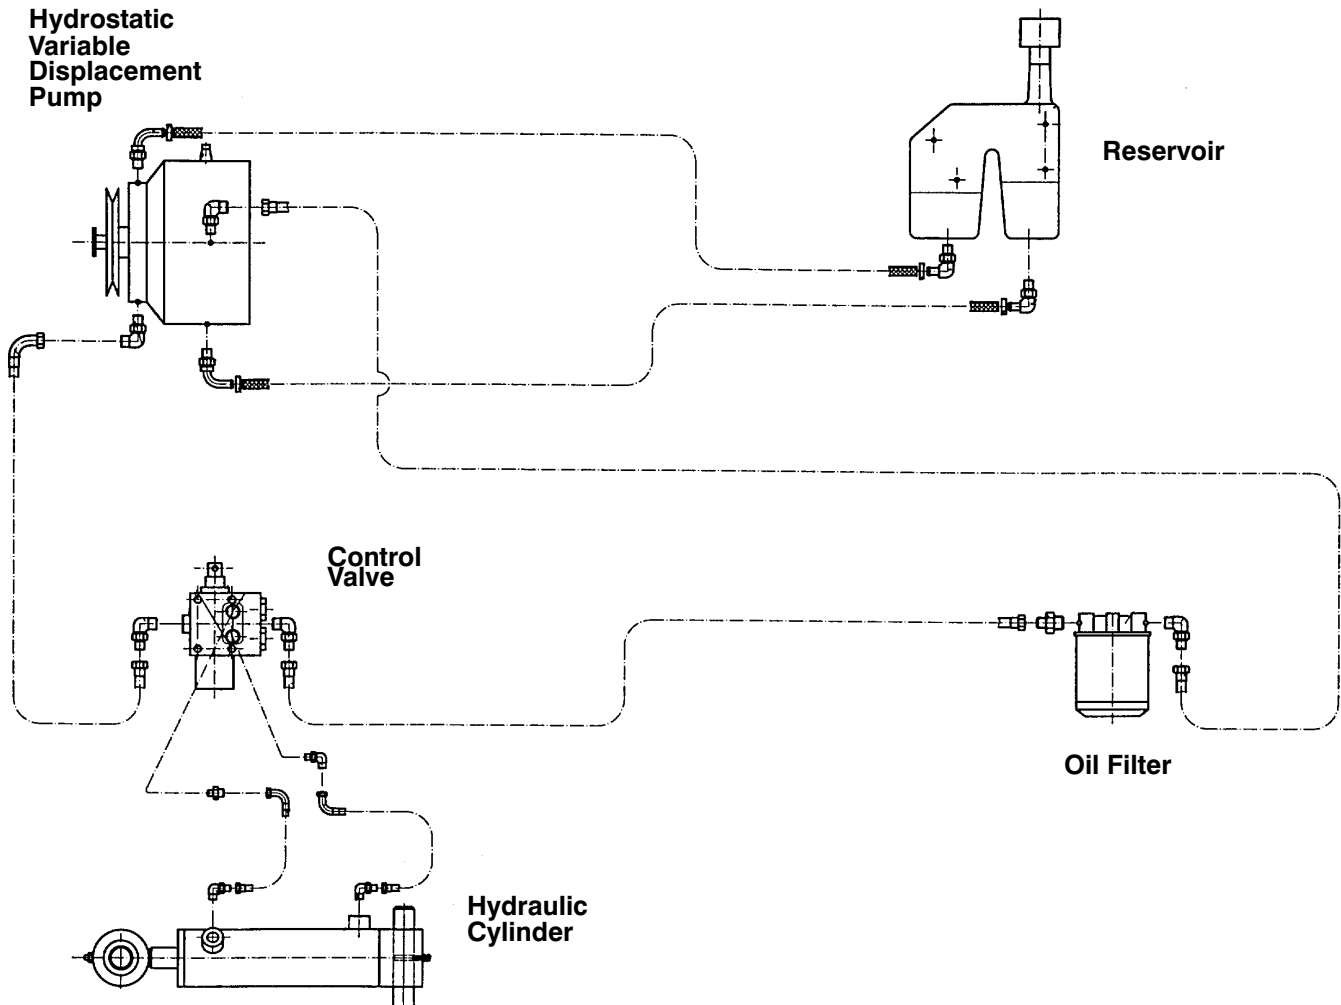 Hydrostatic
Variable
Displacement
Pump
Reservoir
Control
Valve
Oil Filter
Hydraulic
Cylinder